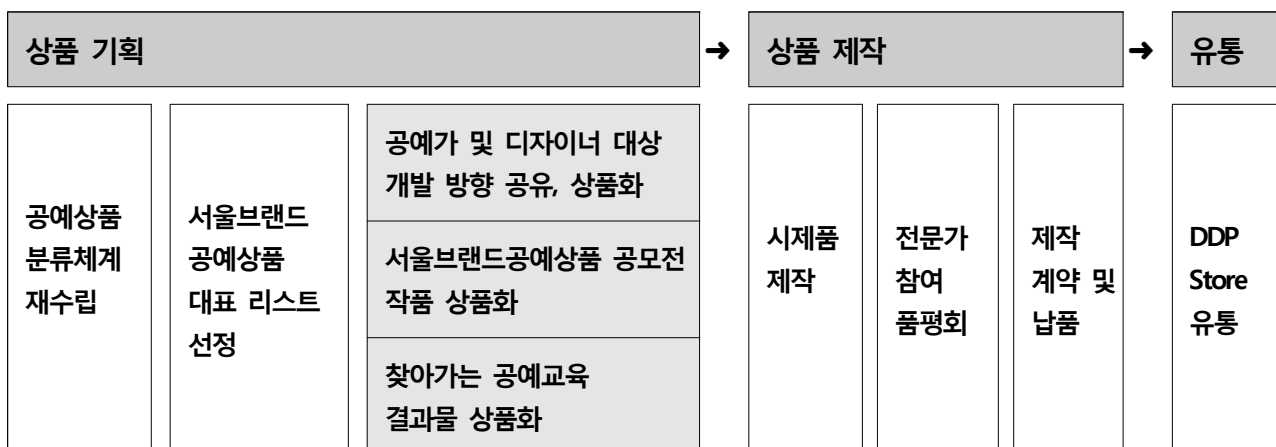 상품 기획
➜
상품 제작
➜
유통
공예상품
분류체계
재수립
서울브랜드
공예상품
대표 리스트
선정
공예가 및 디자이너 대상
개발 방향 공유, 상품화
서울브랜드공예상품 공모전
작품 상품화
찾아가는 공예교육
결과물 상품화
시제품
제작
전문가
참여
품평회
제작
계약 및
납품
DDP
Store
유통